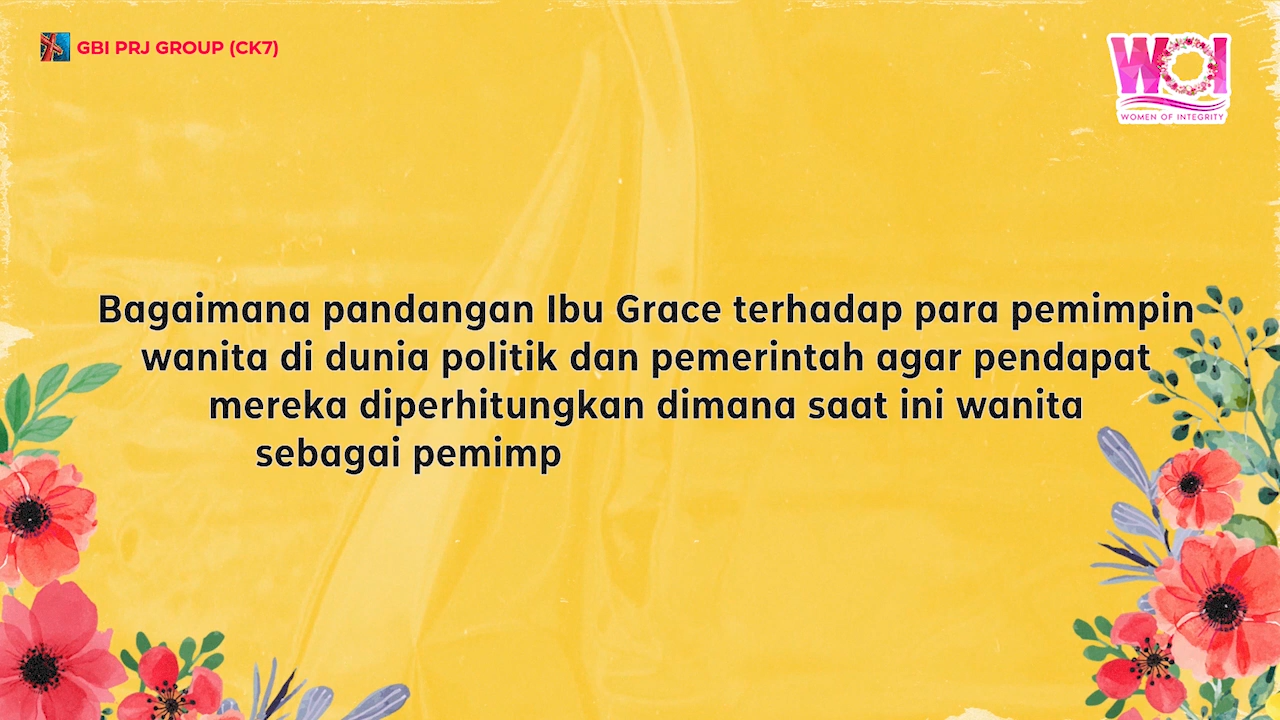 GBI PRJ GROUP (CK7)
WOI
WOMEN OF INTEGRITY
Bagaimana pandangan Ibu Grace terhadap para pemimpin
wanita di dunia politik dan pemerintah agar pendapat
mereka diperhitungkan dimana saat ini wanita
sebagai pemimp